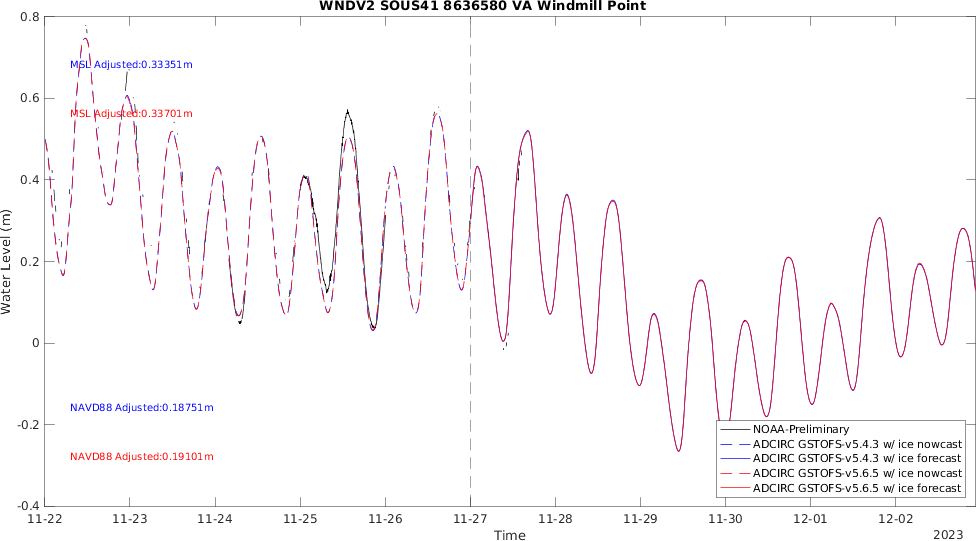 WNDV2 SOUS41 8636580 VA Windmill Point
0.8
MSL Adjusted:0.33351m
0.6
MSL Adjusted:0.33701m
0.4
Water Level (m)
0.2
0
NAVD88 Adjusted:0.18751m
-0.2
NOAA-Preliminary
ADCIRC GSTOFS-v5.4.3 w/ ice nowcast
ADCIRC GSTOFS-v5.4.3 w/ ice forecast
ADCIRC GSTOFS-v5.6.5 w/ ice nowcast
ADCIRC GSTOFS-v5.6.5 w/ ice forecast
NAVD88 Adjusted:0.19101m
-0.4
11-22 11-23 11-24 11-25 11-26 11-27 11-28 11-29 11-30 12-01 12-02
Time
2023